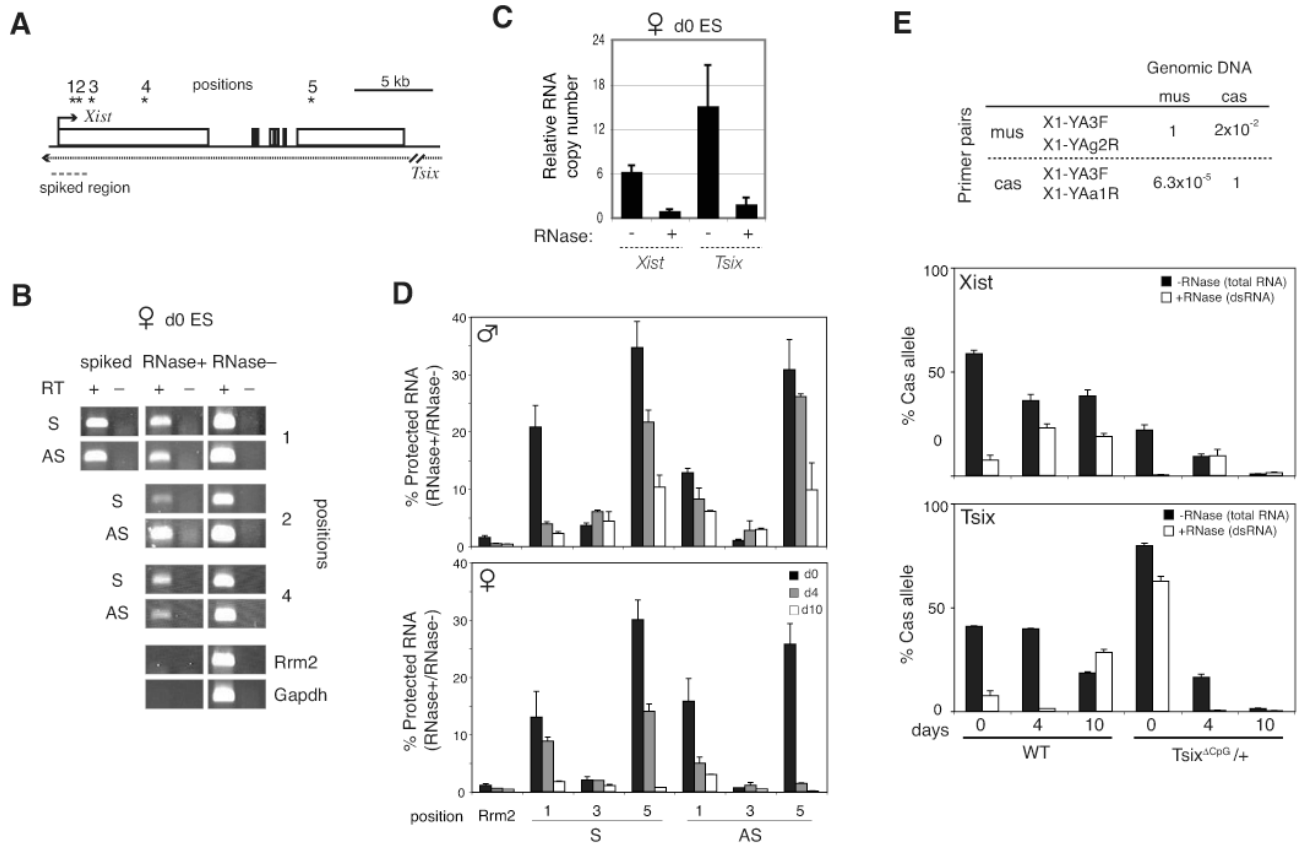 A
12 3 4 positions 5 5 kb
** * * *
Xist
Tsix
spiked region
B
♀ d0 ES
spiked RNase+ RNase–
RT + – + – + –
S
AS
1
S
AS
2
S
AS
4
positions
Rrm2
Gapdh
C
♀ d0 ES
Relative RNA
copy number
24
18
12
6
0
RNase: - + - +
Xist Tsix
D
% Protected RNA
(RNase+/RNase-)
40
30
20
10
0
♂
% Protected RNA
(RNase+/RNase-)
40
30
20
10
0
♀
d0
d4
d10
position Rrm2 1 3 5 1 3 5
S AS
E
Genomic DNA
mus cas
Primer pairs
mus X1-YA3F X1-YAg2R 1 2x10-2
cas X1-YA3F X1-YAa1R 6.3x10-5 1
Xist
-RNase (total RNA)
+RNase (dsRNA)
% Cas allele
100
50
0
Tsix
-RNase (total RNA)
+RNase (dsRNA)
% Cas allele
100
50
0
days 0 4 10 0 4 10
WT TsixΔCpG/+